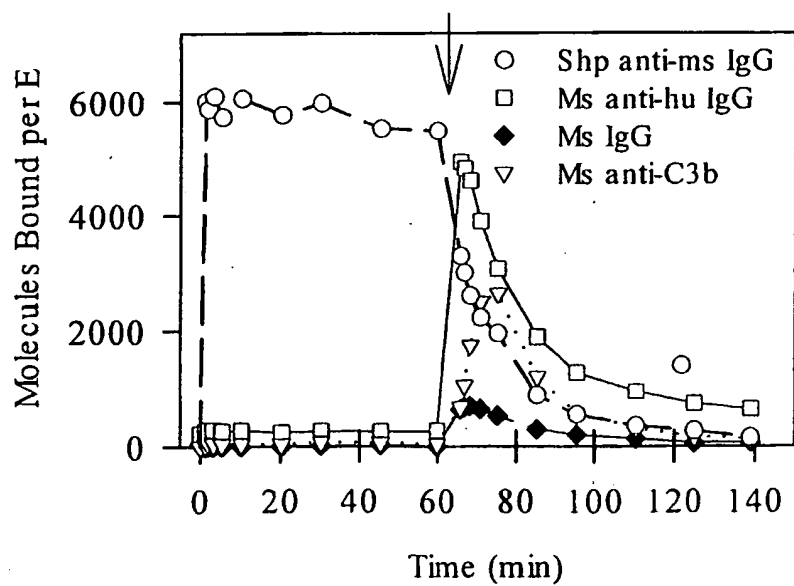 Shp anti-ms IgG
Ms anti-hu IgG
Ms IgG
Ms anti-C3b
Molecules Bound per E
6000
4000
2000
0
0 20 40 60 80 100 120 140
Time (min)